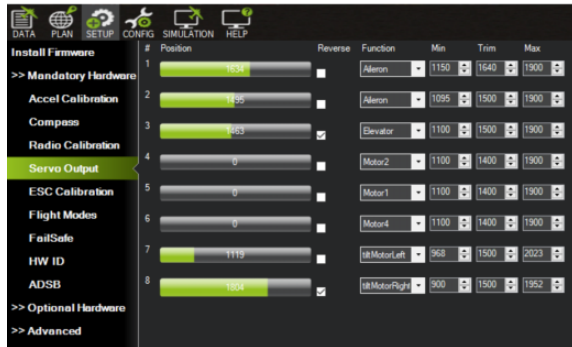 DATA PLAN SETUP CONFIG SIMULATION HELP
Install Firmware
>> Mandatory Hardware
Accel Calibration
Compass
Radio Calibration
Servo Output
ESC Calibration
Flight Modes
FailSafe
HW ID
ADSB
>> Optional Hardware
>> Advanced
# Position Reverse Function Min Trim Max
1 1634 Aileron 1150 1640 1900
2 1495 Aileron 1095 1500 1900
3 1463 Elevator 1100 1500 1900
4 0 Motor2 1100 1400 1900
5 0 Motor1 1100 1400 1900
6 0 Motor4 1100 1400 1900
7 1119 tiltMotorLeft 968 1500 2023
8 1804 tiltMotorRight 900 1500 1952